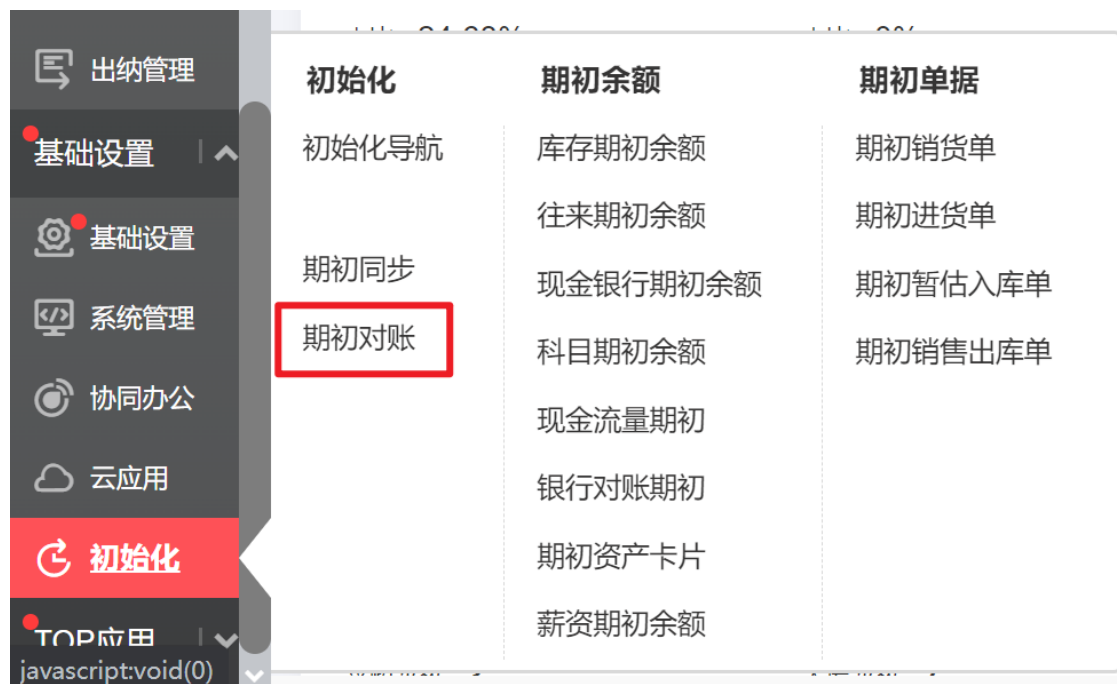 出纳管理
基础设置
基础设置
系统管理
协同办公
云应用
初始化
TOP应用
javascript:void(0)
初始化
初始化导航
期初同步
期初对账
期初余额
库存期初余额
往来期初余额
现金银行期初余额
科目期初余额
现金流量期初
银行对账期初
期初资产卡片
薪资期初余额
期初单据
期初销货单
期初进货单
期初暂估入库单
期初销售出库单